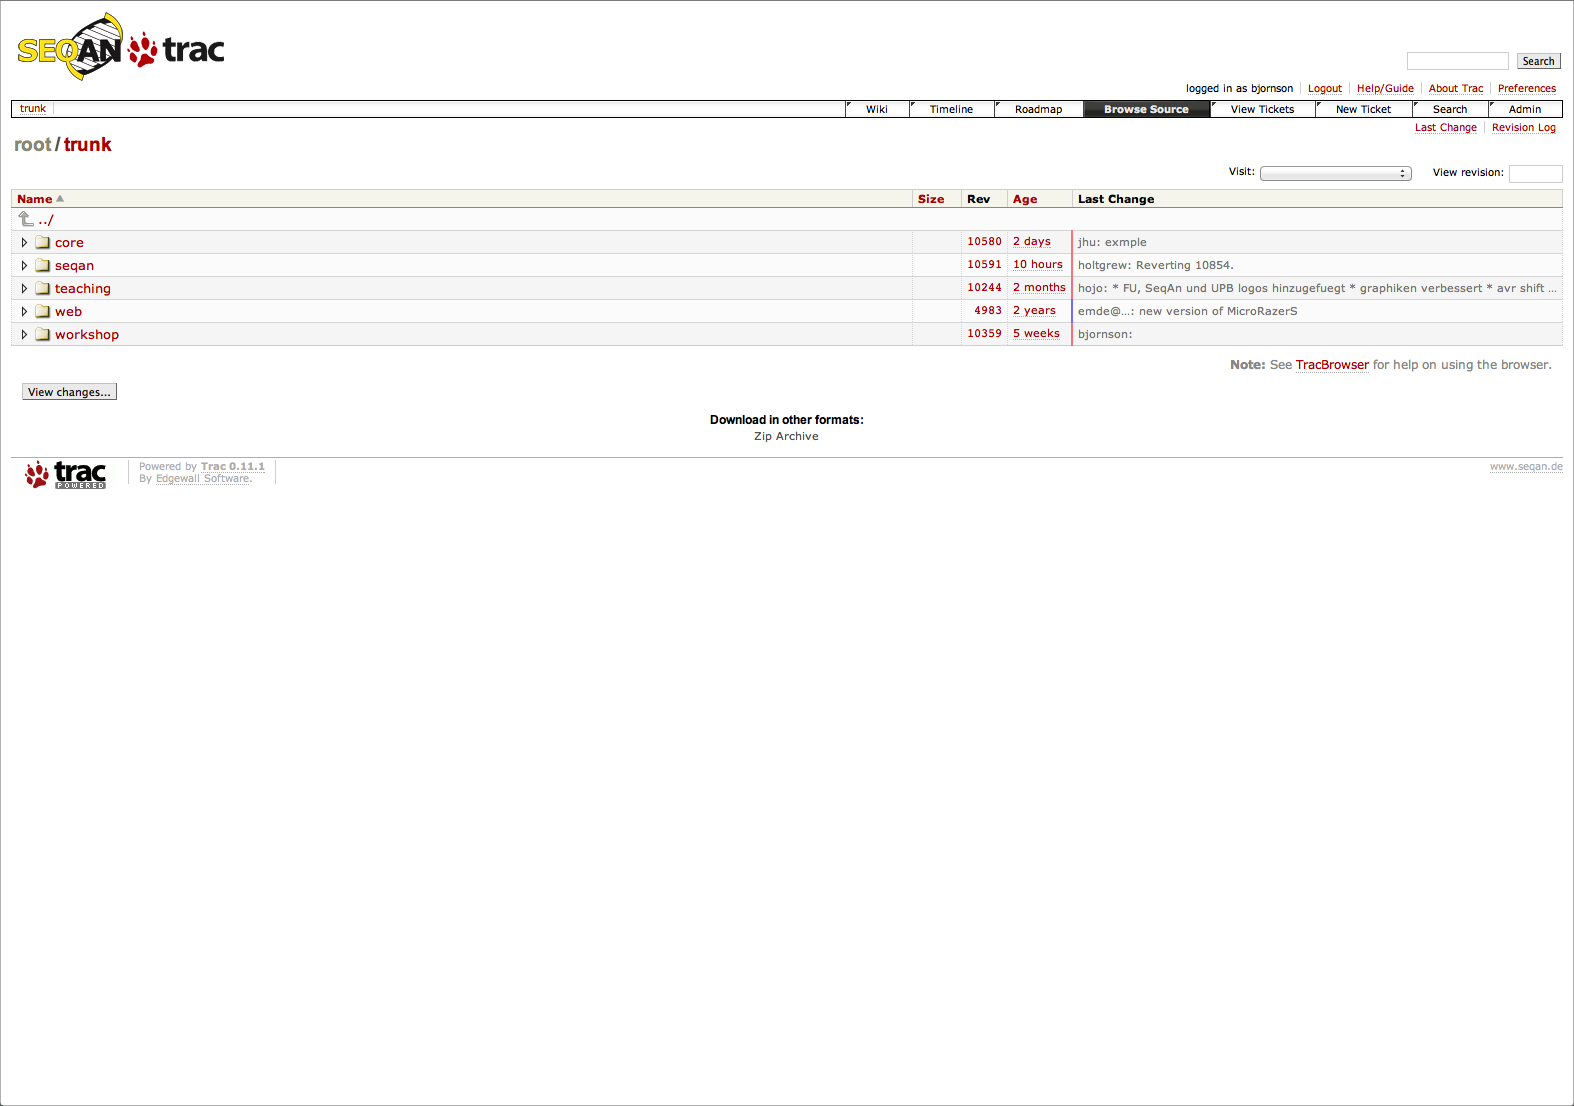 SEQAN trac
Search
logged in as bjornson Logout Help/Guide About Trac Preferences
trunk Wiki Timeline Roadmap Browse Source View Tickets New Ticket Search Admin
Last Change Revision Log
root/trunk
Visit: View revision:
Name Size Rev Age Last Change
../
core 10580 2 days jhu: exmple
seqan 10591 10 hours holtgrew: Reverting 10854.
teaching 10244 2 months hojo: * FU, SeqAn und UPB logos hinzugefuegt * graphiken verbessert * avr shift ...
web 4983 2 years emde@...: new version of MicroRazerS
workshop 10359 5 weeks bjornson:
Note: See TracBrowser for help on using the browser.
View changes...
Download in other formats:
Zip Archive
trac POWERED
Powered by Trac 0.11.1
By Edgewall Software.
www.seqan.de